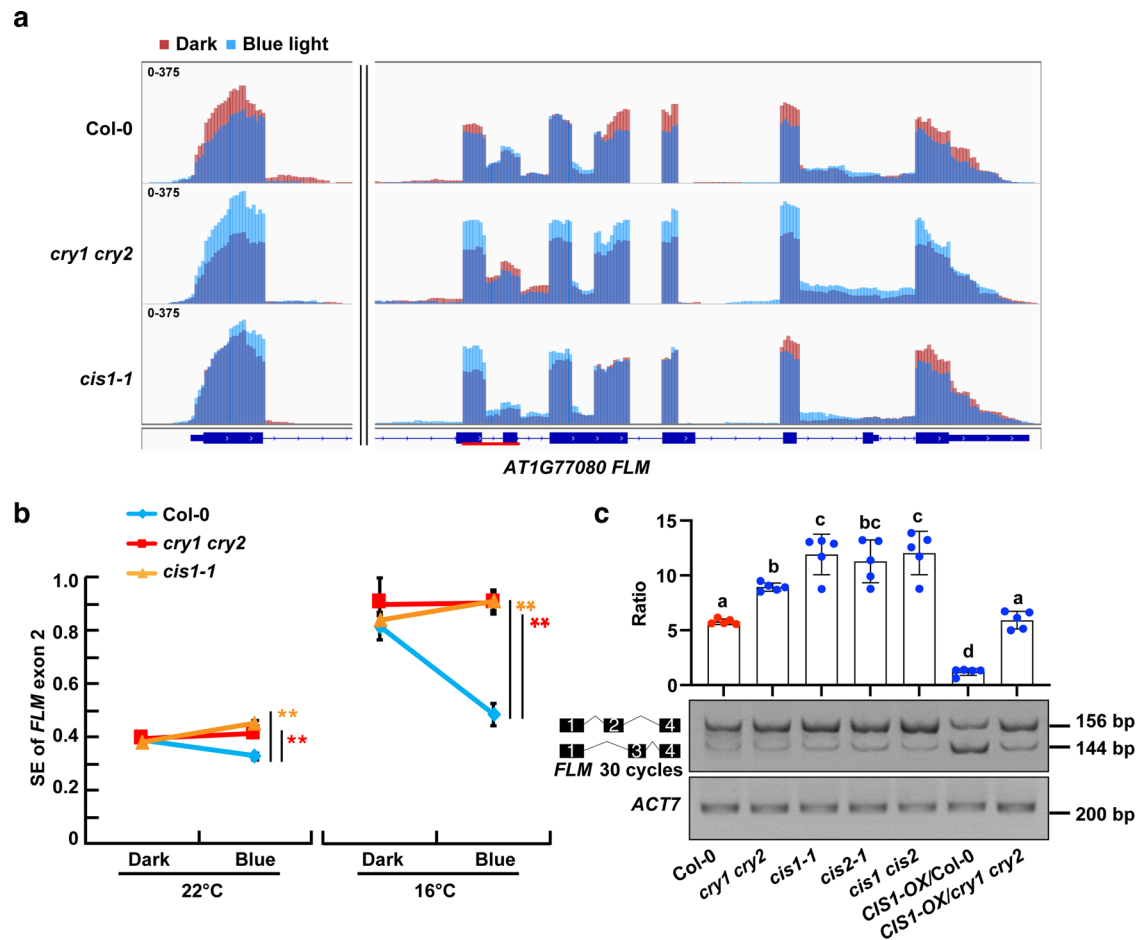 a
Dark Blue light
0-375
Col-0
0-375
cry1 cry2
0-375
cis1-1
AT1G77080 FLM
b
Col-0
cry1 cry2
cis1-1
SE of FLM exon 2
1.0
0.8
0.6
0.4
0.2
0
**
**
**
**
Dark Blue Dark Blue
22°C 16°C
c
Ratio
15
10
5
0
a b c bc c d a
1 2 4
1 3 4
FLM 30 cycles
156 bp
144 bp
ACT7
200 bp
Col-0
cry1 cry2
cis1-1
cis2-1
cis1 cis2
CIS1-OX/Col-0
CIS1-OX/cry1 cry2